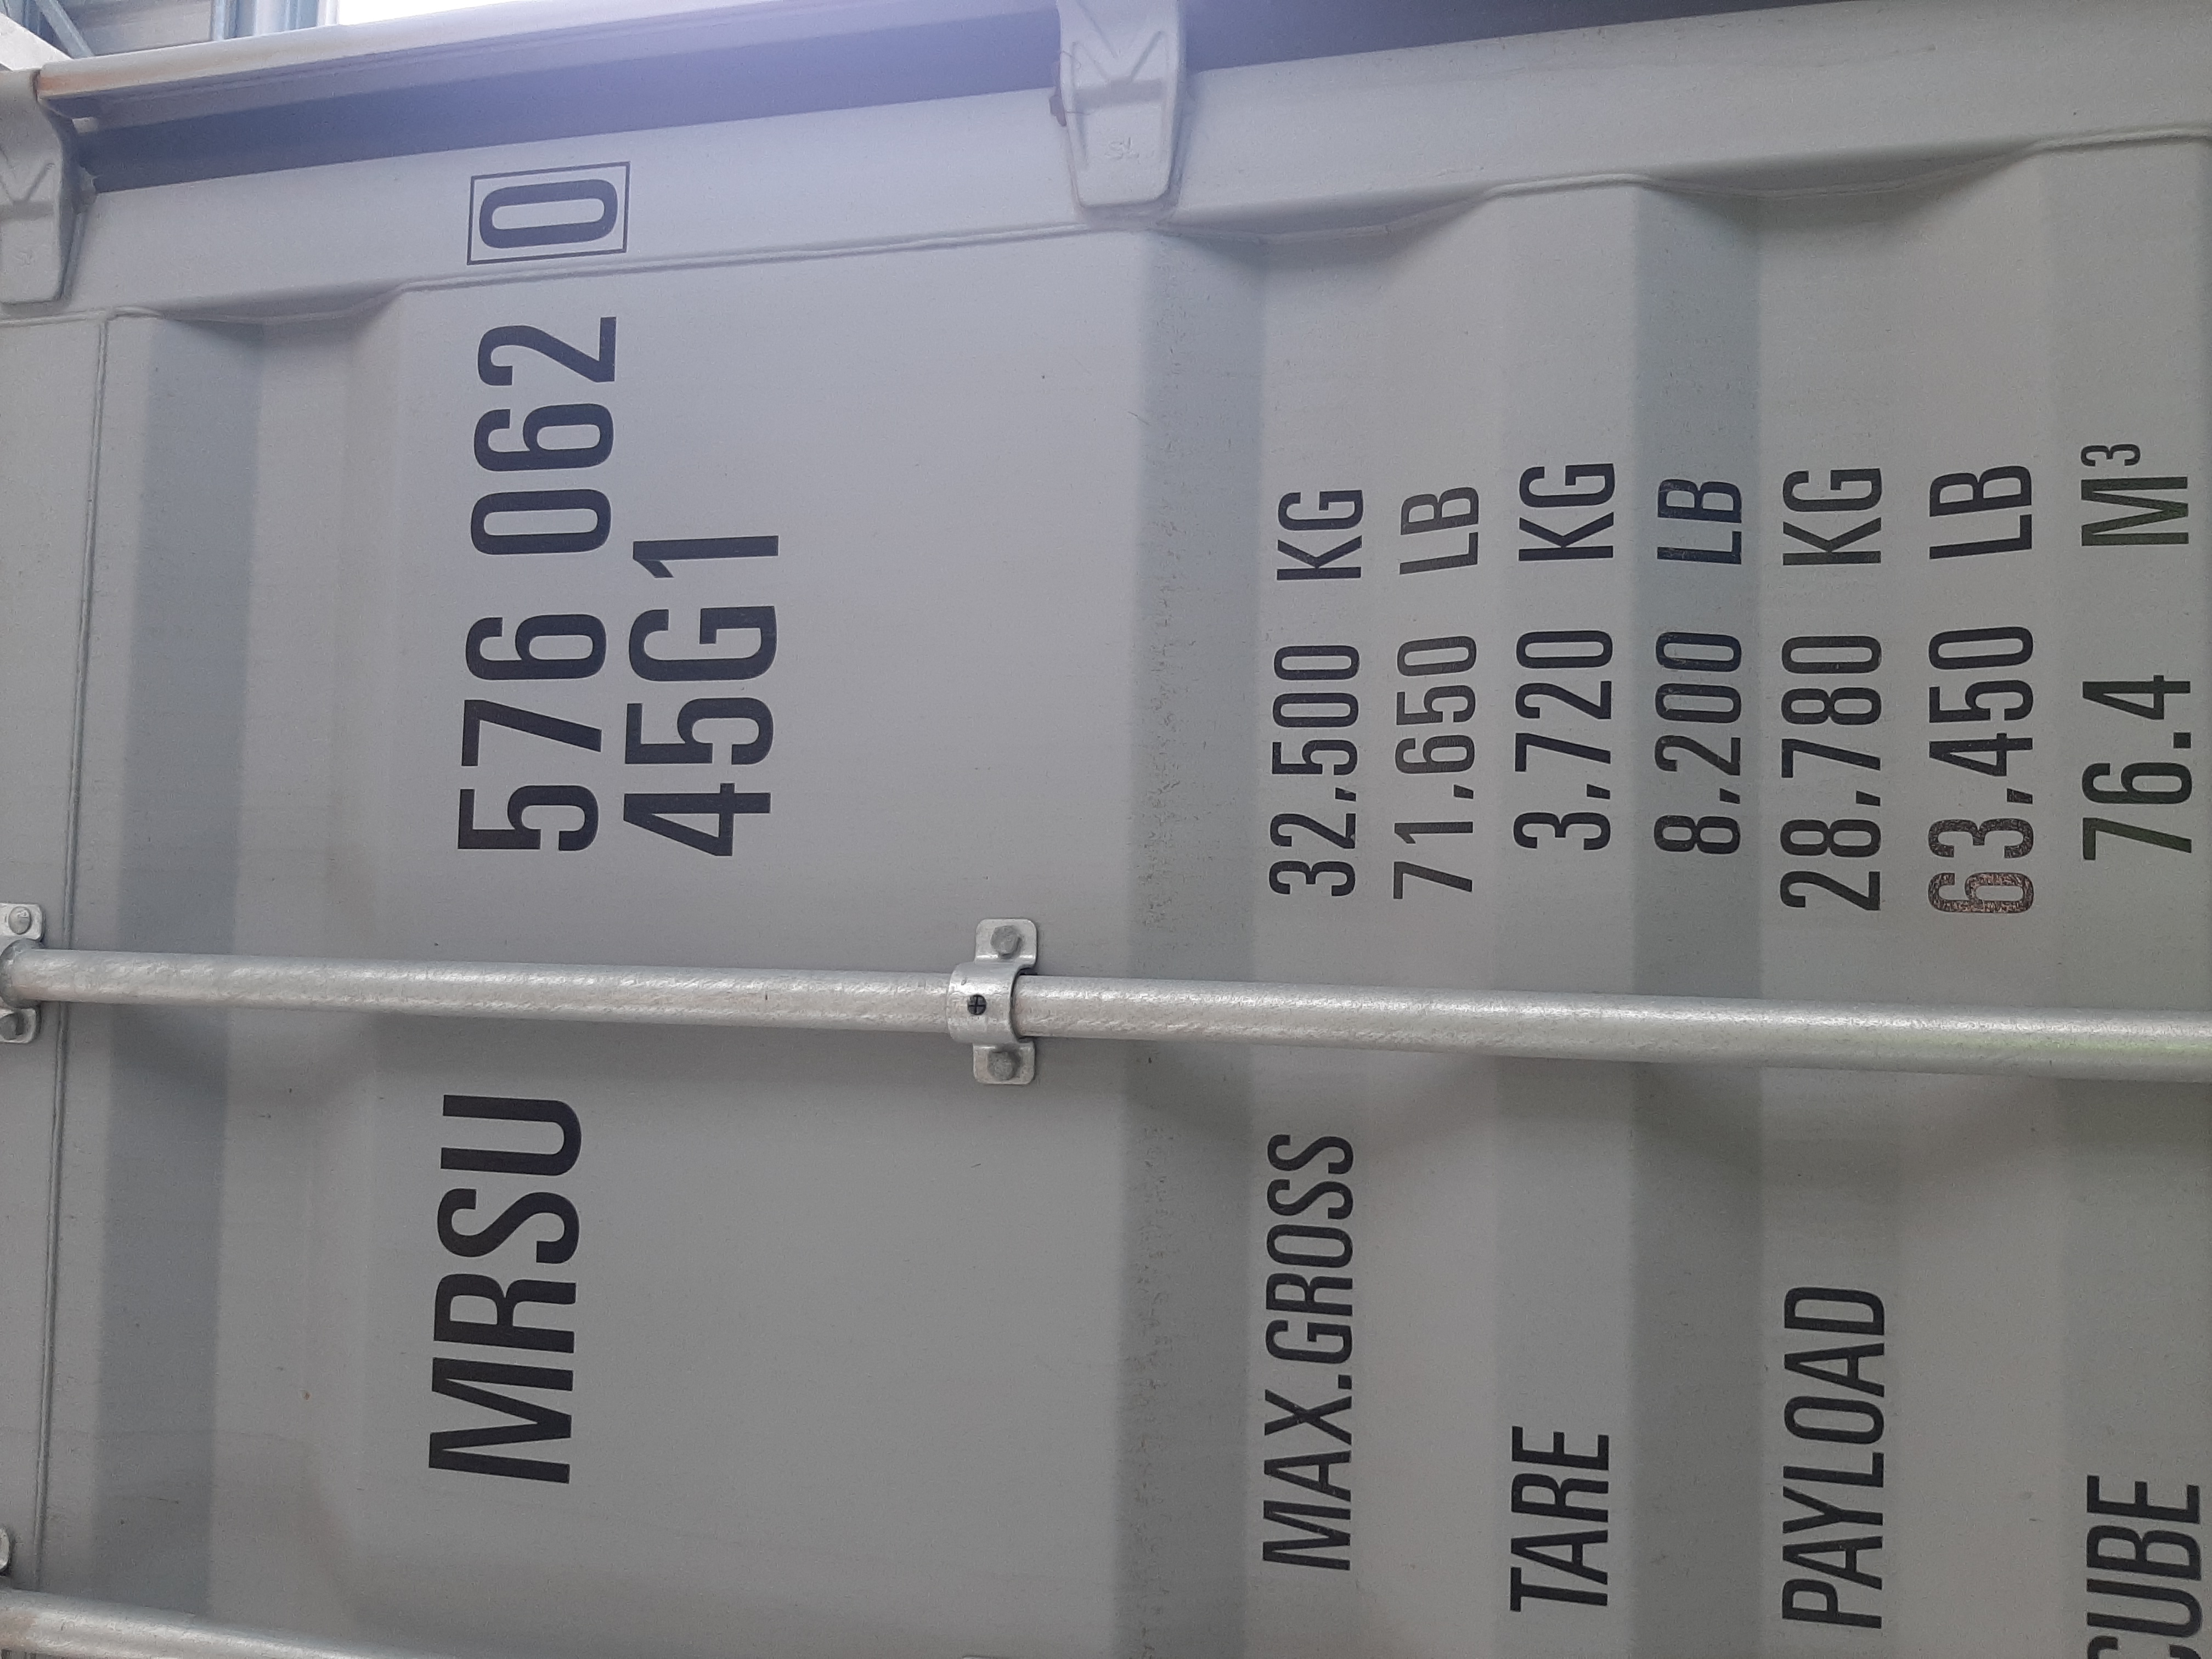 MRSU 576 062 0
45G1
MAX.GROSS 32,500 KG
71,650 LB
TARE 3,720 KG
8,200 LB
PAYLOAD 28,780 KG
63,450 LB
CUBE 76.4 M³
SL